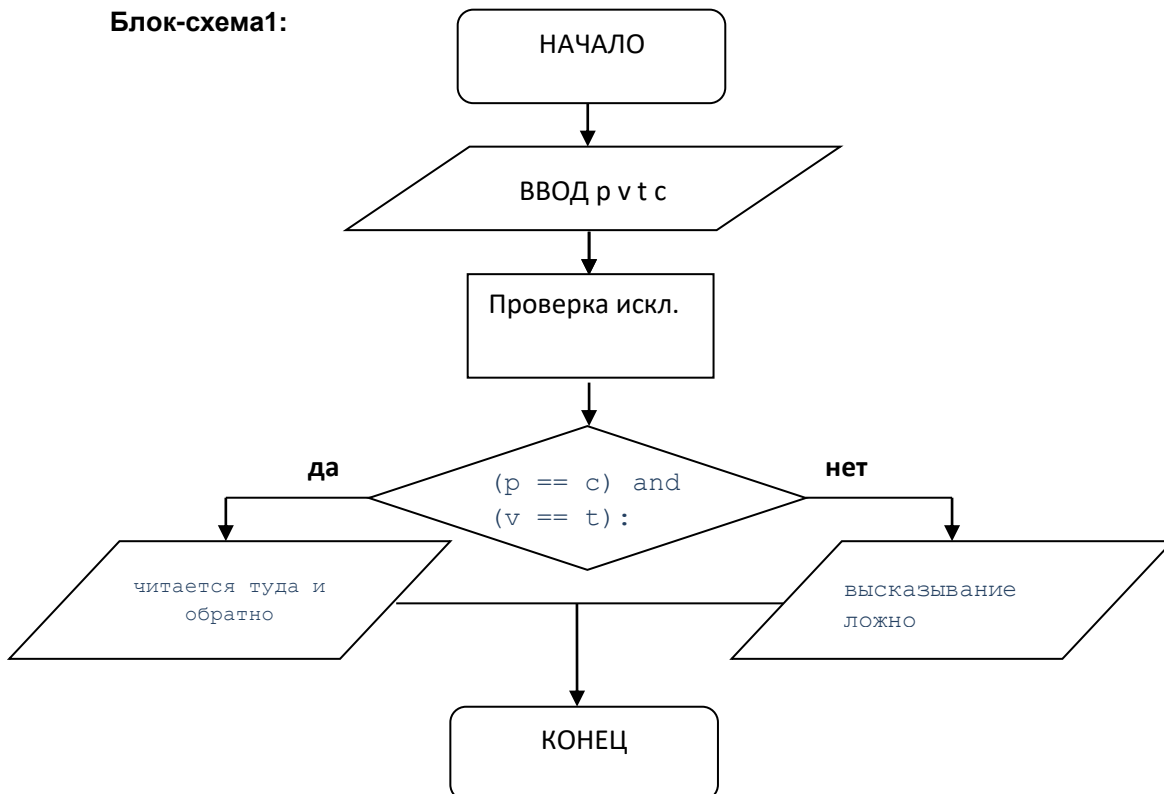 Блок-схема1:
НАЧАЛО
ВВОД p v t c
Проверка искл.
да
нет
(p == c) and
(v == t):
читается туда и
обратно
высказывание
ложно
КОНЕЦ